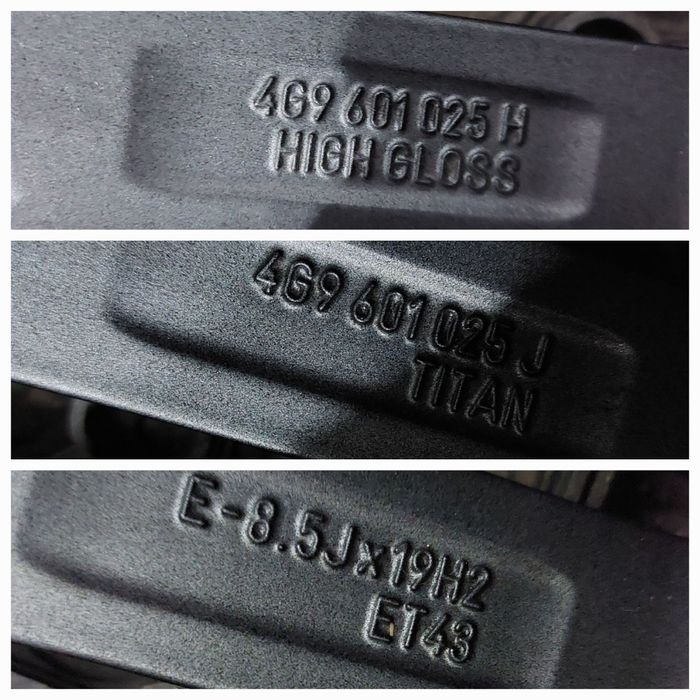 4G9 601 025 H
HIGH GLOSS
4G9 601 025 J
TITAN
E-8.5Jx19H2
ET43